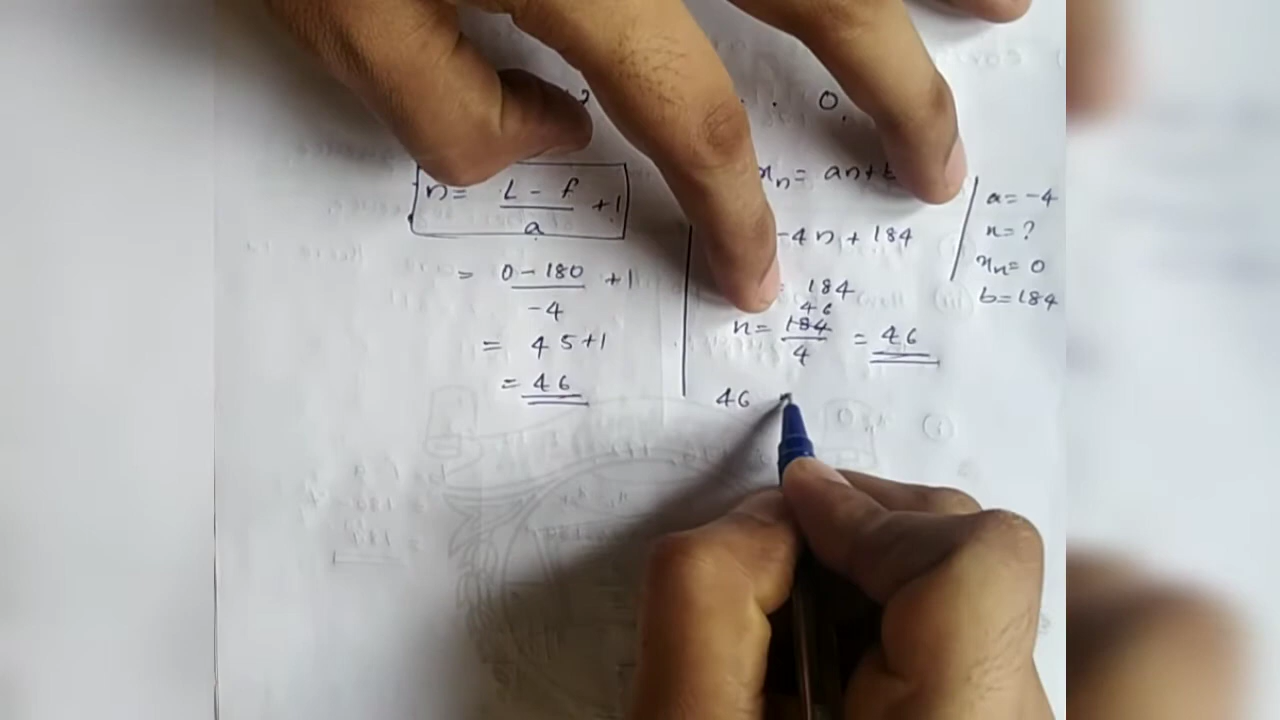 0.
xn = an+b
n = L - f / a + 1
-4n + 184
a = -4
n = ?
xn = 0
b = 184
= 0 - 180 / -4 + 1
= 184
= 45+1
46
n = 184 / 4 = 46
= 46
46